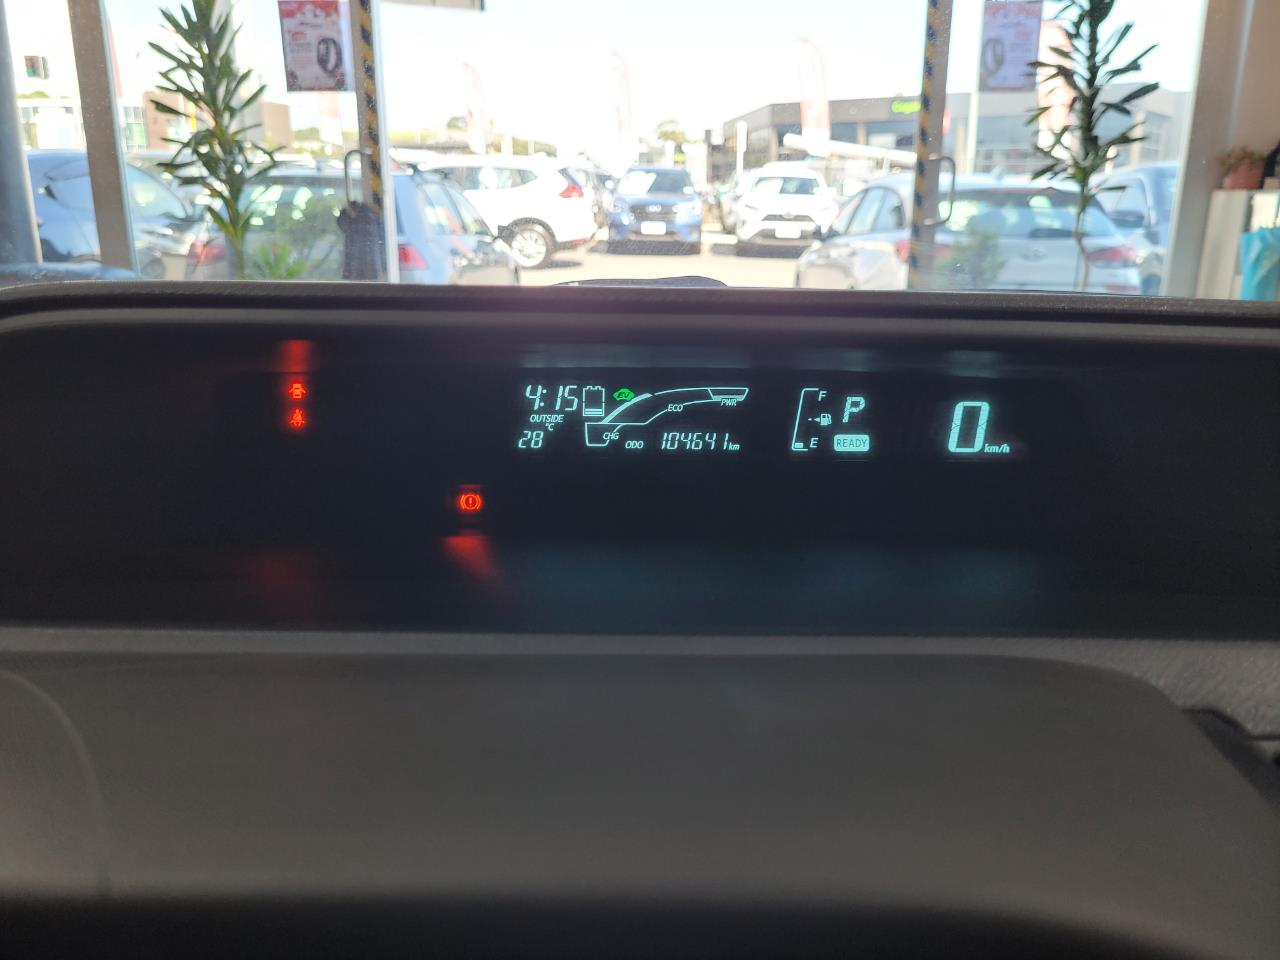 4:15
EV
ECO
PWR
OUTSIDE
28 °C
CHG
ODO 104641 km
F
E
P
READY
0 km/h